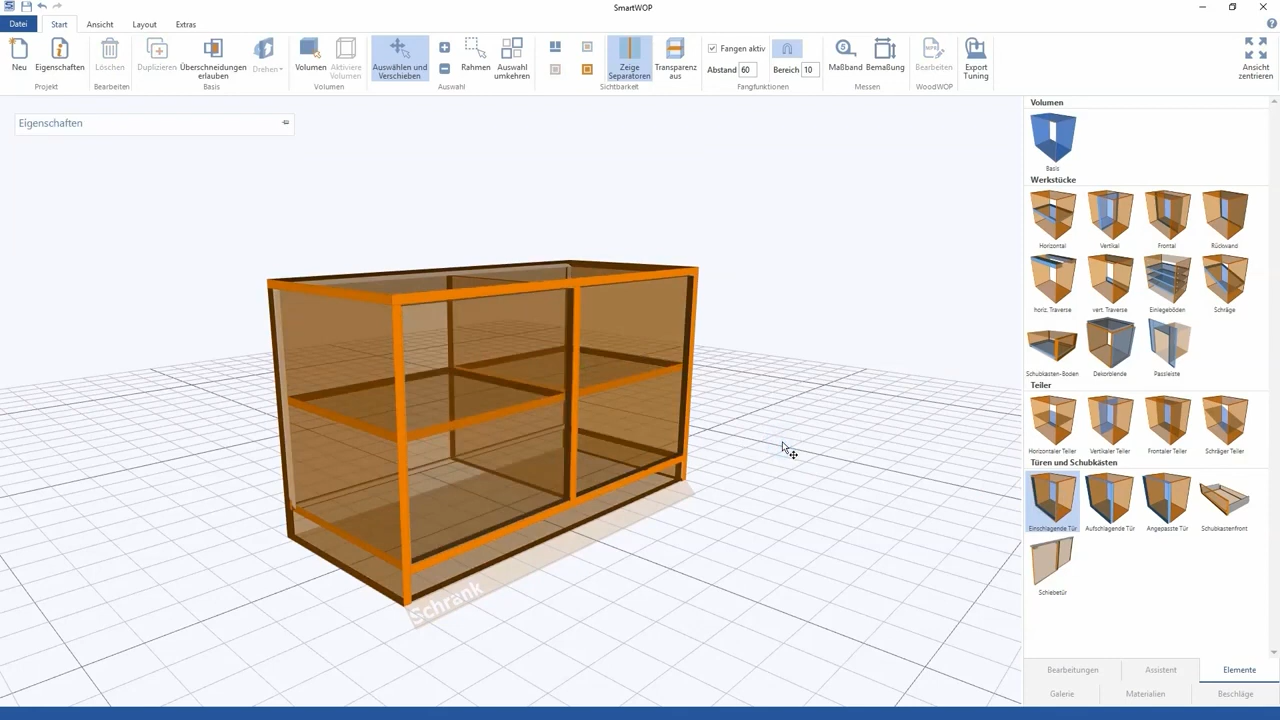 SmartWOP
Datei Start Ansicht Layout Extras
Neu Eigenschaften Löschen Duplizieren Überschneidungen erlauben Drehen Volumen Aktiviere Volumen Auswählen und Verschieben Rahmen Auswahl umkehren Zeige Separatoren Transparenz aus Fangen aktiv Abstand 60 Bereich 10 Maßband Bemaßung Bearbeiten Export Tuning Ansicht zentrieren
Projekt Bearbeiten Basis Volumen Auswahl Sichtbarkeit Fangfunktionen Messen WoodWOP
Eigenschaften
Schrank
Volumen
Basis
Werkstücke
Horizontal Vertikal Frontal Rückwand
horiz. Traverse vert. Traverse Einlegeböden Schräge
Schubkasten-Boden Dekorblende Passleiste
Teiler
Horizontaler Teiler Vertikaler Teiler Frontaler Teiler Schräger Teiler
Türen und Schubkästen
Einschlagende Tür Aufschlagende Tür Angepasste Tür Schubkastenfront
Schiebetür
Bearbeitungen Assistent Elemente
Galerie Materialien Beschläge